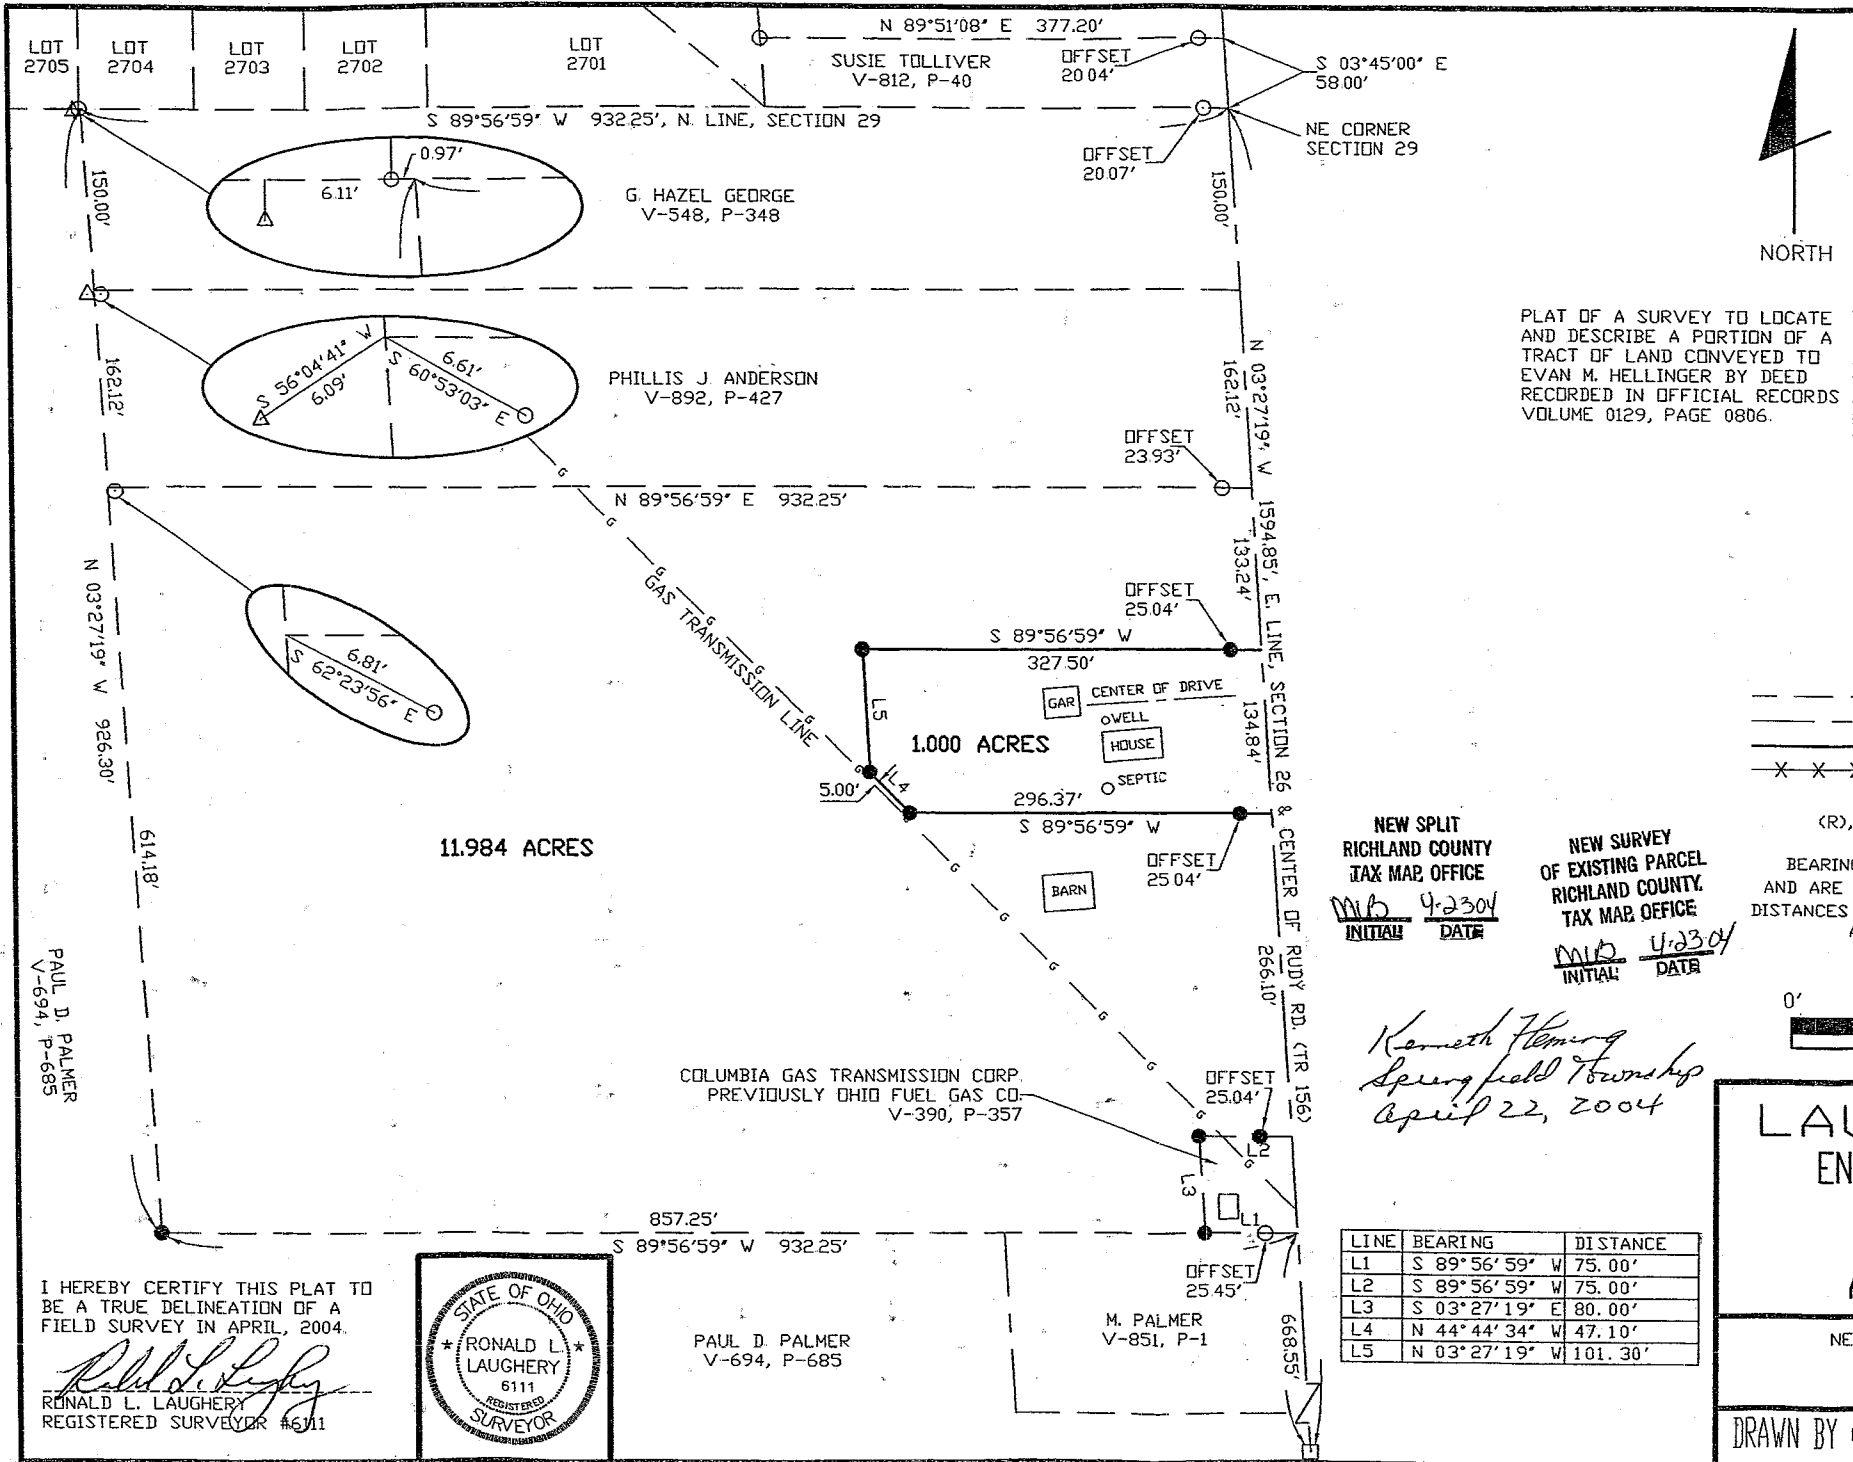 LOT
2705
LOT
2704
LOT
2703
LOT
2702
LOT
2701
N 89°51'08" E 377.20'
SUSIE TOLLIVER
V-812, P-40
OFFSET
20.04'
S 03°45'00" E
58.00'
S 89°56'59" W 932.25', N. LINE, SECTION 29
NE CORNER
SECTION 29
OFFSET
20.07'
150.00'
0.97'
6.11'
G. HAZEL GEORGE
V-548, P-348
150.00'
NORTH
PLAT OF A SURVEY TO LOCATE
AND DESCRIBE A PORTION OF A
TRACT OF LAND CONVEYED TO
EVAN M. HELLINGER BY DEED
RECORDED IN OFFICIAL RECORDS
VOLUME 0129, PAGE 0806.
162.12'
S 56°04'41" W
6.09'
6.61'
S 60°53'03" E
PHILLIS J. ANDERSON
V-892, P-427
N 03°27'19" W 1594.85', E. LINE, SECTION 26 & CENTER OF RUDY RD. (TR 156)
162.12'
OFFSET
23.93'
G
N 89°56'59" E 932.25'
G
133.24'
N 03°27'19" W 926.30'
6.81'
S 62°23'56" E
G
GAS TRANSMISSION LINE
G
G
G
G
G
OFFSET
25.04'
S 89°56'59" W
327.50'
L5
GAR
CENTER OF DRIVE
WELL
134.84'
1.000 ACRES
HOUSE
SEPTIC
L4
5.00'
296.37'
S 89°56'59" W
614.18'
11.984 ACRES
OFFSET
25.04'
BARN
G
G
G
G
G
G
G
266.10'
NEW SPLIT
RICHLAND COUNTY
TAX MAP OFFICE
MLB 4-23-04
INITIAL DATE
NEW SURVEY
OF EXISTING PARCEL
RICHLAND COUNTY.
TAX MAP OFFICE
MLB 4-23-04
INITIAL DATE
X X X
(R),
BEARING
AND ARE
DISTANCES
0'
PAUL D. PALMER
V-694, P-685
Kenneth Fleming
Springfield Township
April 22, 2004
COLUMBIA GAS TRANSMISSION CORP.
PREVIOUSLY OHIO FUEL GAS CO.
V-390, P-357
OFFSET
25.04'
L2
L3
L1
857.25'
S 89°56'59" W 932.25'
OFFSET
25.45'
668.55'
LINE BEARING DISTANCE
L1 S 89°56'59" W 75.00'
L2 S 89°56'59" W 75.00'
L3 S 03°27'19" E 80.00'
L4 N 44°44'34" W 47.10'
L5 N 03°27'19" W 101.30'
I HEREBY CERTIFY THIS PLAT TO
BE A TRUE DELINEATION OF A
FIELD SURVEY IN APRIL, 2004.
RONALD L. LAUGHERY
REGISTERED SURVEYOR #6111
STATE OF OHIO
RONALD L.
LAUGHERY
6111
REGISTERED
SURVEYOR
PAUL D. PALMER
V-694, P-685
M. PALMER
V-851, P-1
LAU
EN
A
NE
DRAWN BY